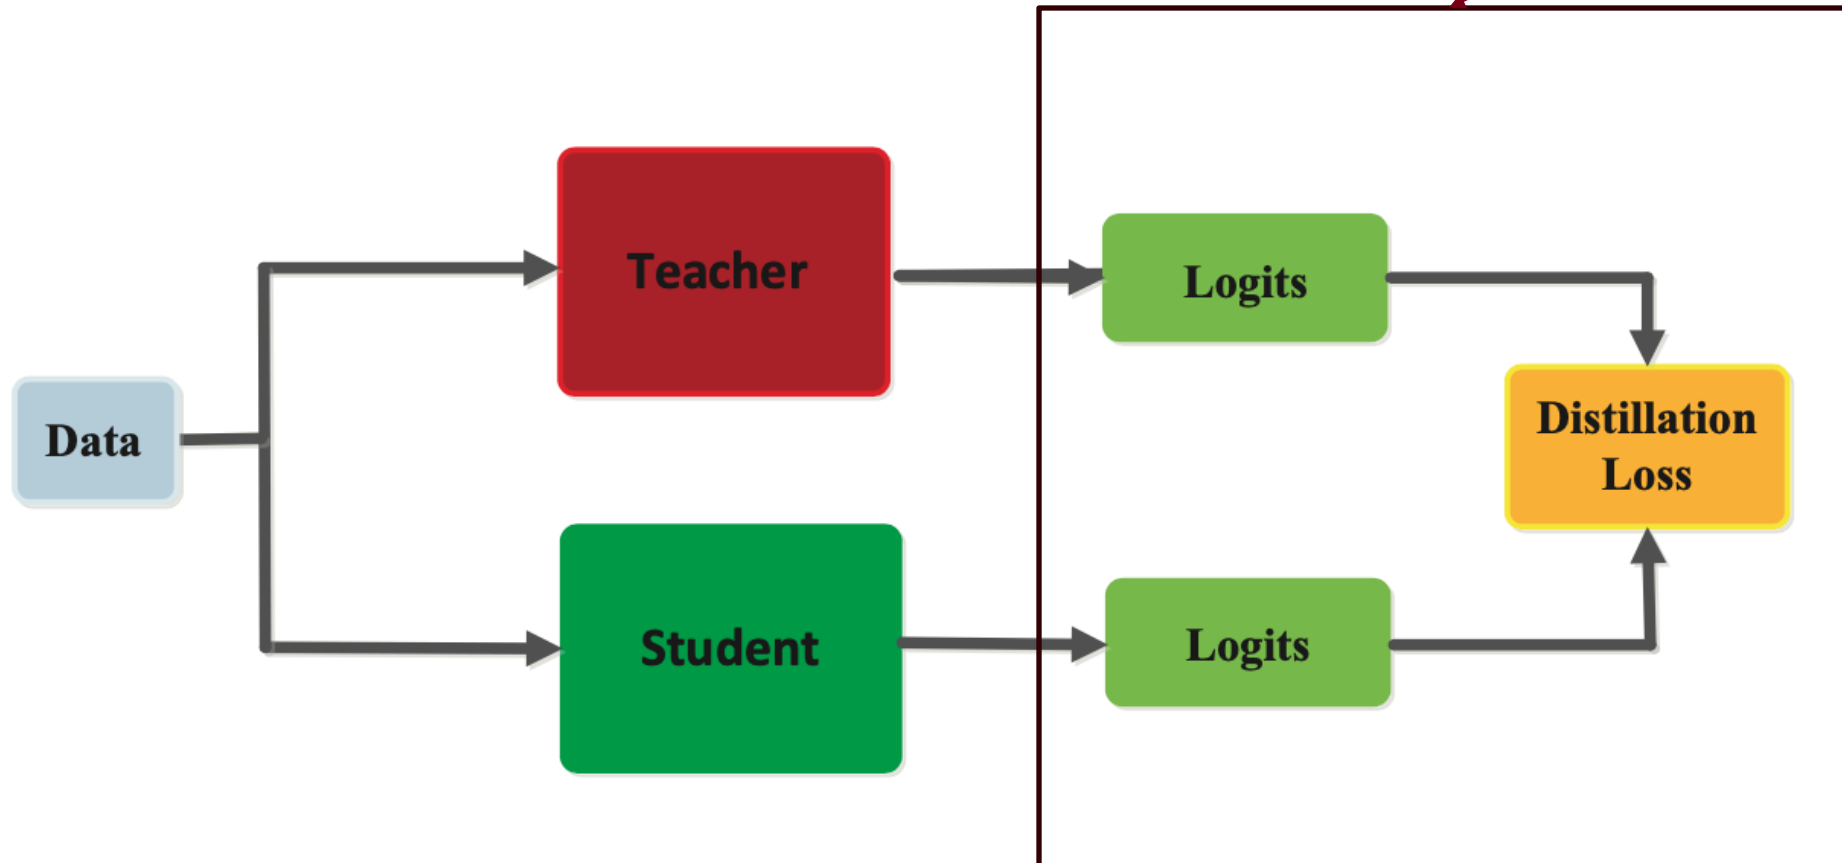 Data
Teacher
Student
Logits
Logits
Distillation
Loss